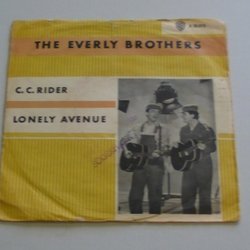 THE EVERLY BROTHERS
C. C. RIDER
LONELY AVENUE